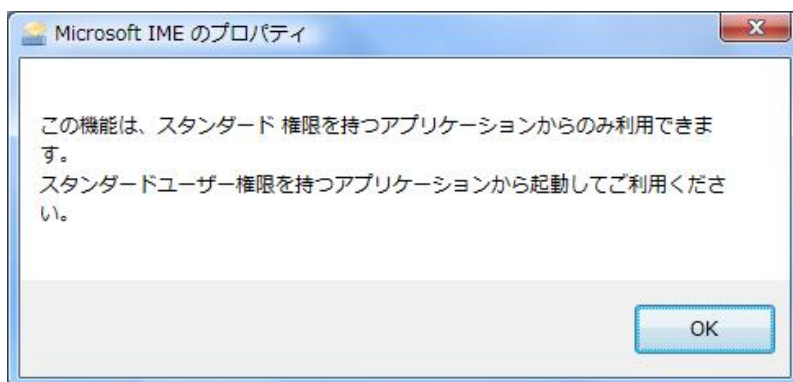 Microsoft IME のプロパティ
この機能は、スタンダード 権限を持つアプリケーションからのみ利用できま
す。
スタンダードユーザー権限を持つアプリケーションから起動してご利用くださ
い。
OK